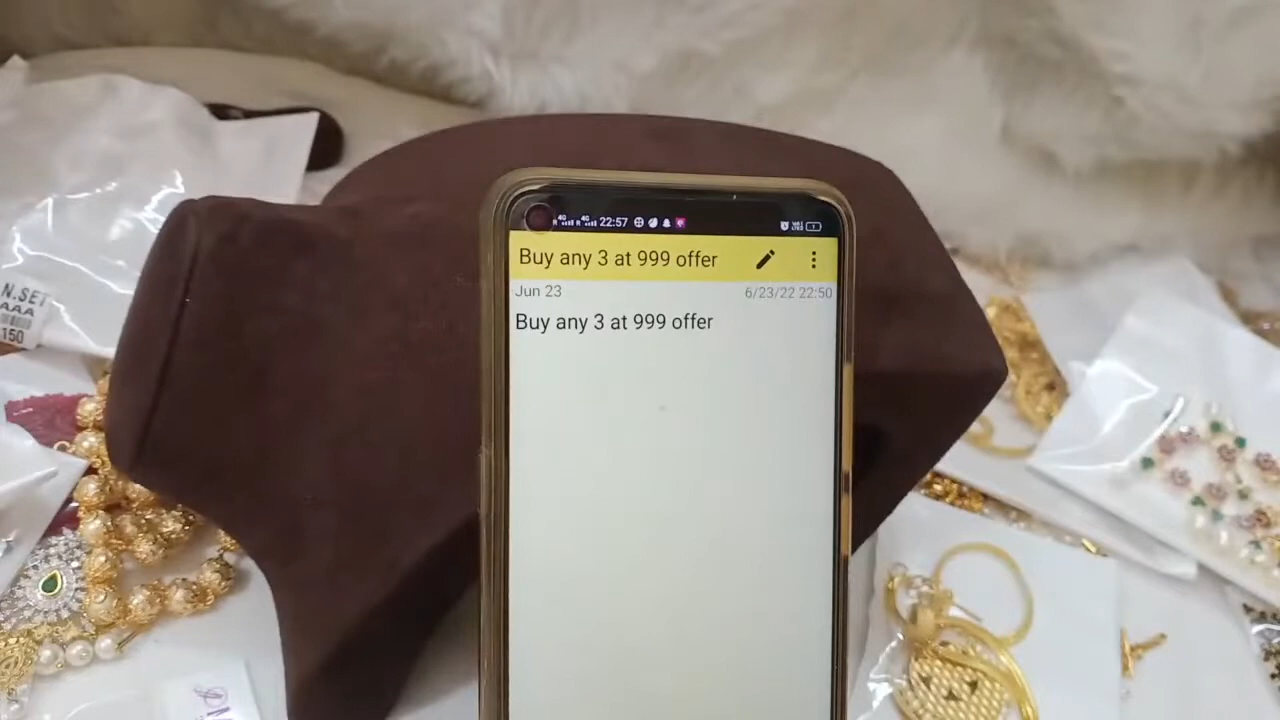 22:57
Buy any 3 at 999 offer
Jun 23
6/23/22 22:50
Buy any 3 at 999 offer
N.SET
AAA
150